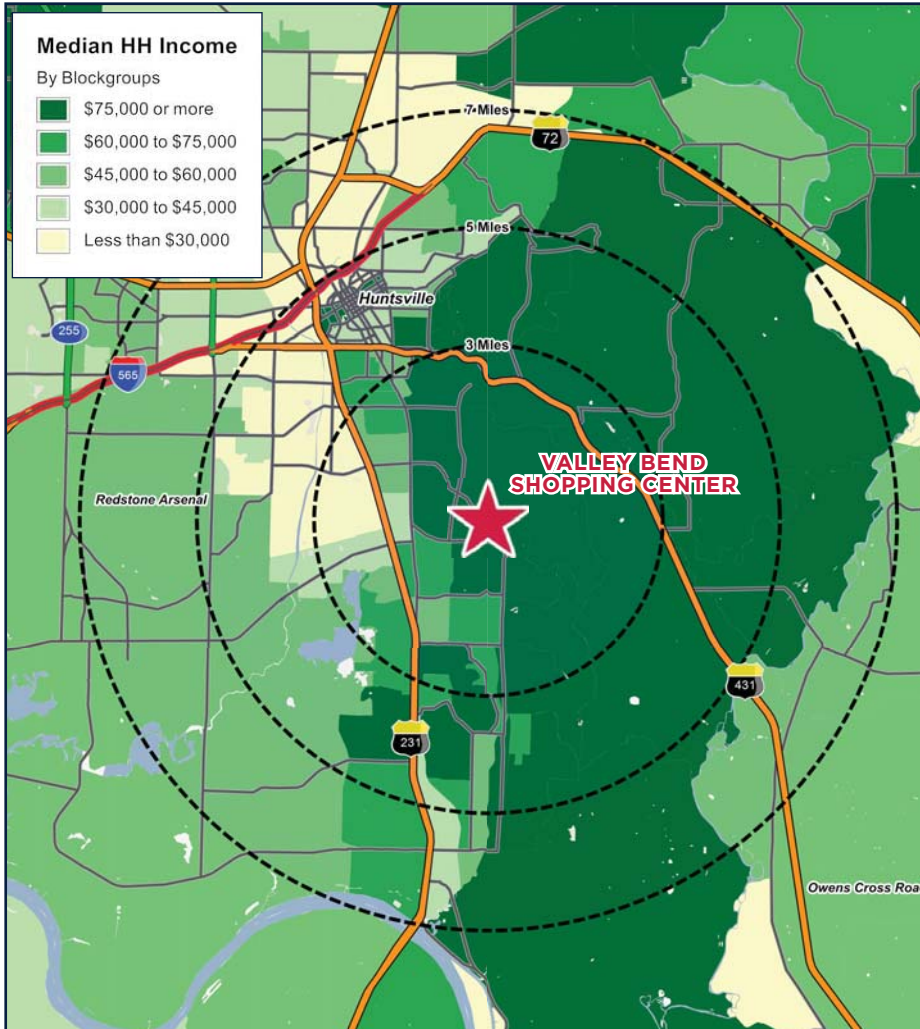 Median HH Income
By Blockgroups
$75,000 or more
$60,000 to $75,000
$45,000 to $60,000
$30,000 to $45,000
Less than $30,000
7 Miles
72
5 Miles
Huntsville
255
3 Miles
565
VALLEY BEND
SHOPPING CENTER
Redstone Arsenal
431
231
Owens Cross Roa